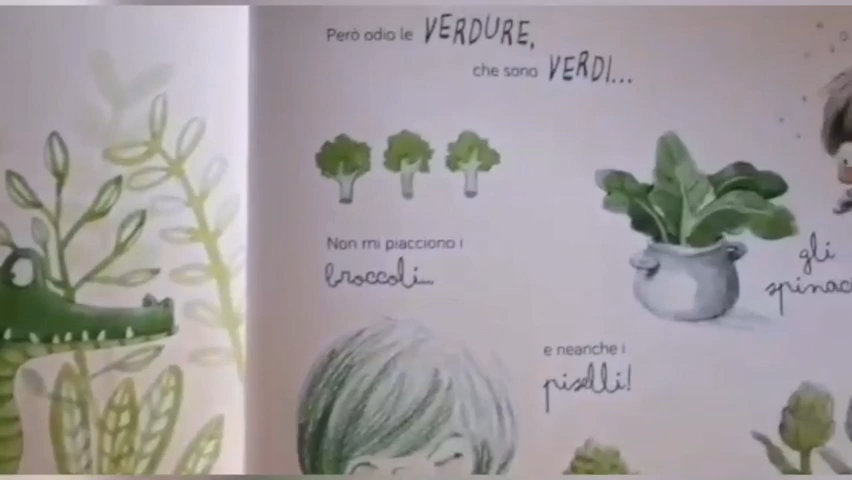 Però odio le VERDURE,
che sono VERDI...
Non mi piacciono i
broccoli...
gli
e neanche i
piselli!